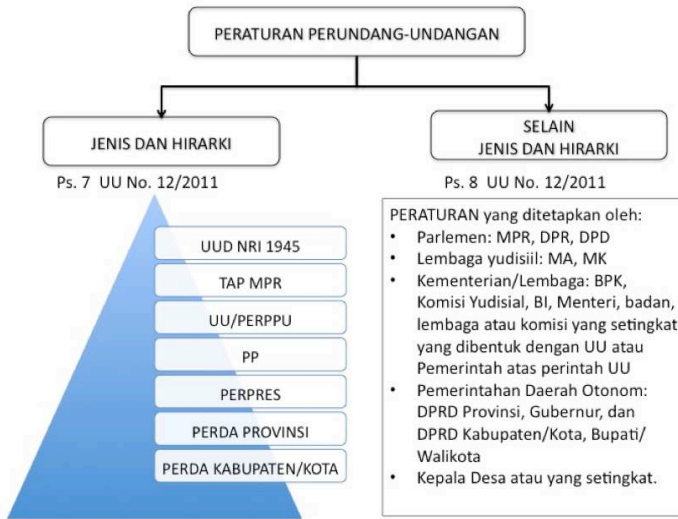 PERATURAN PERUNDANG-UNDANGAN
JENIS DAN HIRARKI
Ps. 7 UU No. 12/2011
UUD NRI 1945
TAP MPR
UU/PERPPU
PP
PERPRES
PERDA PROVINSI
PERDA KABUPATEN/KOTA
SELAIN
JENIS DAN HIRARKI
Ps. 8 UU No. 12/2011
PERATURAN yang ditetapkan oleh:
• Parlemen: MPR, DPR, DPD
• Lembaga yudisiil: MA, MK
• Kementerian/Lembaga: BPK,
Komisi Yudisial, BI, Menteri, badan,
lembaga atau komisi yang setingkat
yang dibentuk dengan UU atau
Pemerintah atas perintah UU
• Pemerintahan Daerah Otonom:
DPRD Provinsi, Gubernur, dan
DPRD Kabupaten/Kota, Bupati/
Walikota
• Kepala Desa atau yang setingkat.